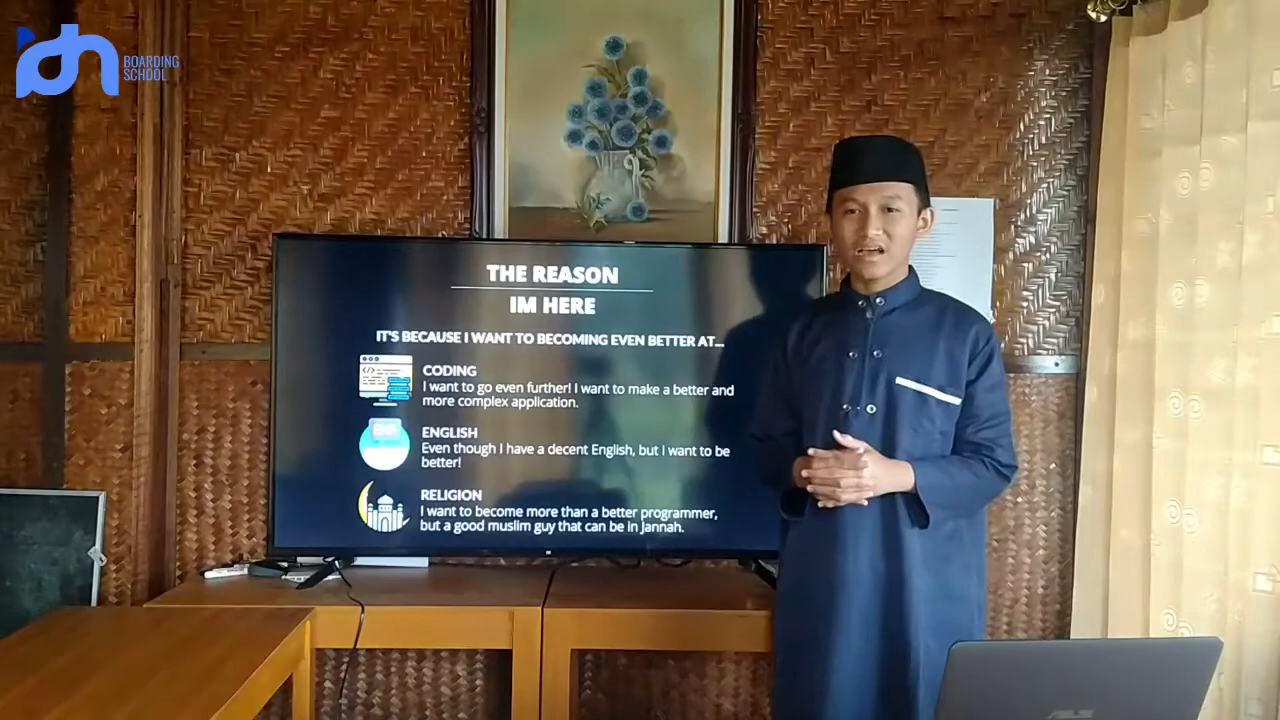 BOARDING
SCHOOL
THE REASON
IM HERE
IT'S BECAUSE I WANT TO BECOMING EVEN BETTER AT...
CODING
I want to go even further! I want to make a better and
more complex application.
ENGLISH
Even though I have a decent English, but I want to be
better!
RELIGION
I want to become more than a better programmer,
but a good muslim guy that can be in Jannah.